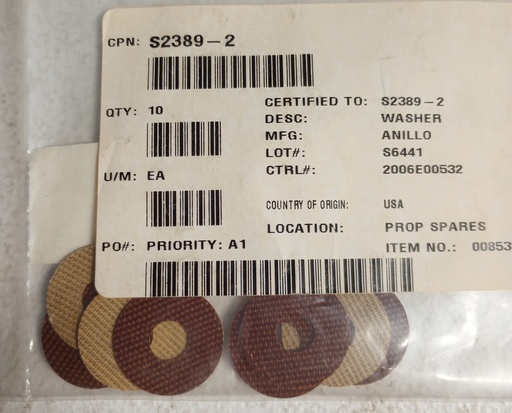 CPN: S2389-2
QTY: 10
CERTIFIED TO: S2389-2
DESC: WASHER
MFG: ANILLO
LOT#: S6441
U/M: EA
CTRL#: 2006E00532
COUNTRY OF ORIGIN: USA
LOCATION: PROP SPARES
PO#: PRIORITY: A1
ITEM NO.: 00853